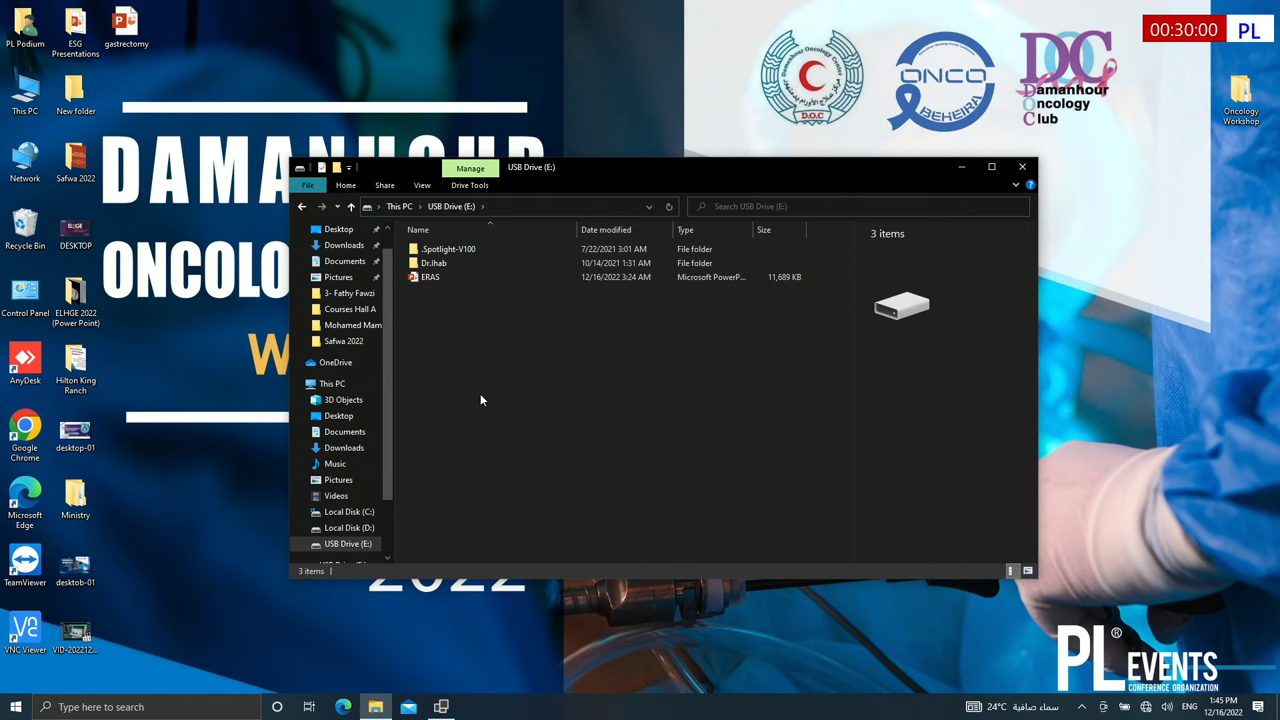 PL Podium
ESG Presentations
gastrectomy
This PC
New folder
Network
Safwa 2022
Recycle Bin
DESKTOP
Control Panel
ELHGE 2022 (Power Point)
AnyDesk
Hilton King Ranch
Google Chrome
desktop-01
Microsoft Edge
Ministry
TeamViewer
desktob-01
VNC Viewer
VID-202212...
DAMANHOUR
ONCOLO
W
2022
D.O.C
ONCO
BEHEIRA
DOC
Damanhour
Oncology
Club
00:30:00 PL
Oncology Workshop
Manage USB Drive (E:)
File Home Share View Drive Tools
This PC > USB Drive (E:) >
Search USB Drive (E:)
Desktop
Downloads
Documents
Pictures
3- Fathy Fawzi
Courses Hall A
Mohamed Mam
Safwa 2022
OneDrive
This PC
3D Objects
Desktop
Documents
Downloads
Music
Pictures
Videos
Local Disk (C:)
Local Disk (D:)
USB Drive (E:)
Name Date modified Type Size
.Spotlight-V100 7/22/2021 3:01 AM File folder
Dr.Ihab 10/14/2021 1:31 AM File folder
ERAS 12/16/2022 3:24 AM Microsoft PowerP... 11,689 KB
3 items
3 items
PL® EVENTS
CONFERENCE ORGANIZATION
Type here to search
24°C سماء صافية
ENG
1:45 PM
12/16/2022